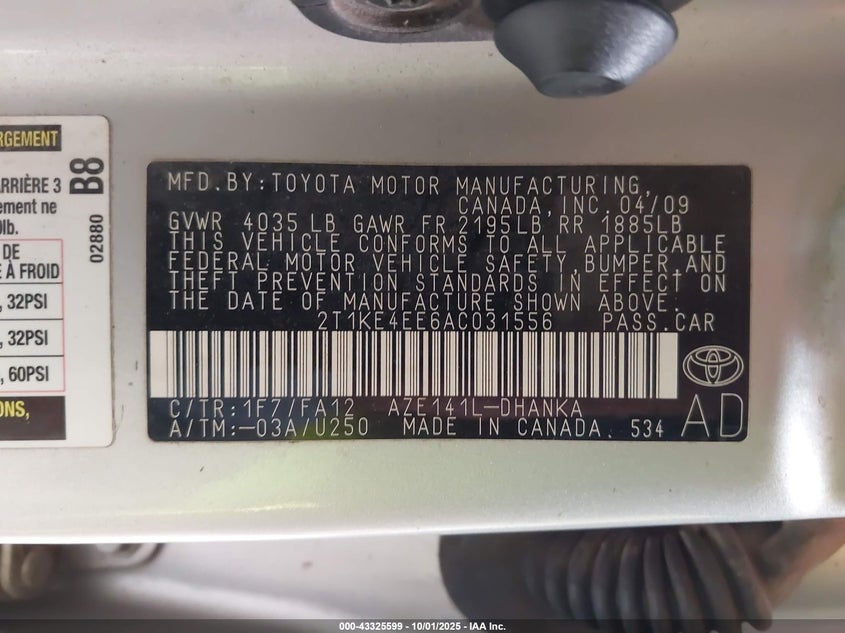 RGEMENT
ARRIÈRE 3
ement ne
lb.
DE
À FROID
, 32PSI
, 32PSI
, 60PSI
ONS,
B8
02880
MFD.BY:TOYOTA MOTOR MANUFACTURING,
CANADA, INC. 04/09
GVWR 4035 LB GAWR FR 2195LB RR 1885LB
THIS VEHICLE CONFORMS TO ALL APPLICABLE
FEDERAL MOTOR VEHICLE SAFETY,BUMPER,AND
THEFT PREVENTION STANDARDS IN EFFECT ON
THE DATE OF MANUFACTURE SHOWN ABOVE.
2T1KE4EE6AC031556 PASS.CAR
C/TR:1F7/FA12 AZE141L-DHANKA
A/TM:-03A/U250 MADE IN CANADA. 534
AD
000-43325599 - 10/01/2025 - IAA Inc.